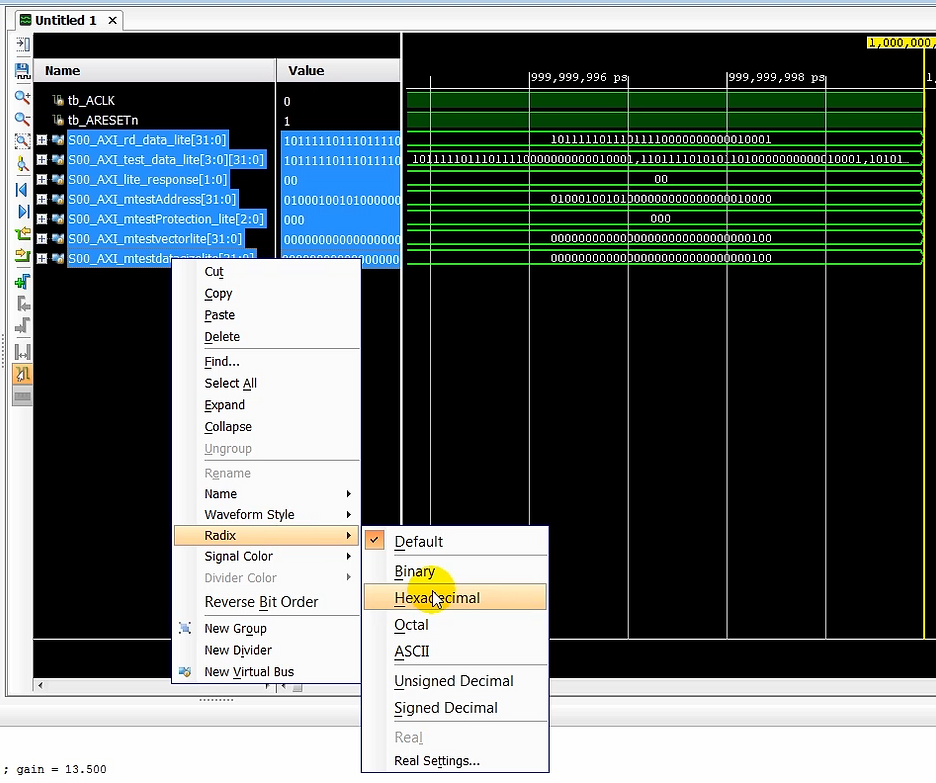 Untitled 1
1,000,000,
Name Value
999,999,996 ps 999,999,998 ps 1,
tb_ACLK 0
tb_ARESETn 1
S00_AXI_rd_data_lite[31:0] 10111110111011110 10111110111011110000000000010001
S00_AXI_test_data_lite[3:0][31:0] 10111110111011110 10111110111011110000000000010001,11011110101011010000000000010001,10101...
S00_AXI_lite_response[1:0] 00 00
S00_AXI_mtestAddress[31:0] 01000100101000000 01000100101000000000000000010000
S00_AXI_mtestProtection_lite[2:0] 000 000
S00_AXI_mtestvectorlite[31:0] 00000000000000000 00000000000000000000000000000100
S00_AXI_mtestdatasizelite[31:0] 00000000000000000 00000000000000000000000000000100
Cut
Copy
Paste
Delete
Find...
Select All
Expand
Collapse
Ungroup
Rename
Name
Waveform Style
Radix
Signal Color
Divider Color
Reverse Bit Order
New Group
New Divider
New Virtual Bus
Default
Binary
Hexadecimal
Octal
ASCII
Unsigned Decimal
Signed Decimal
Real
Real Settings...
; gain = 13.500